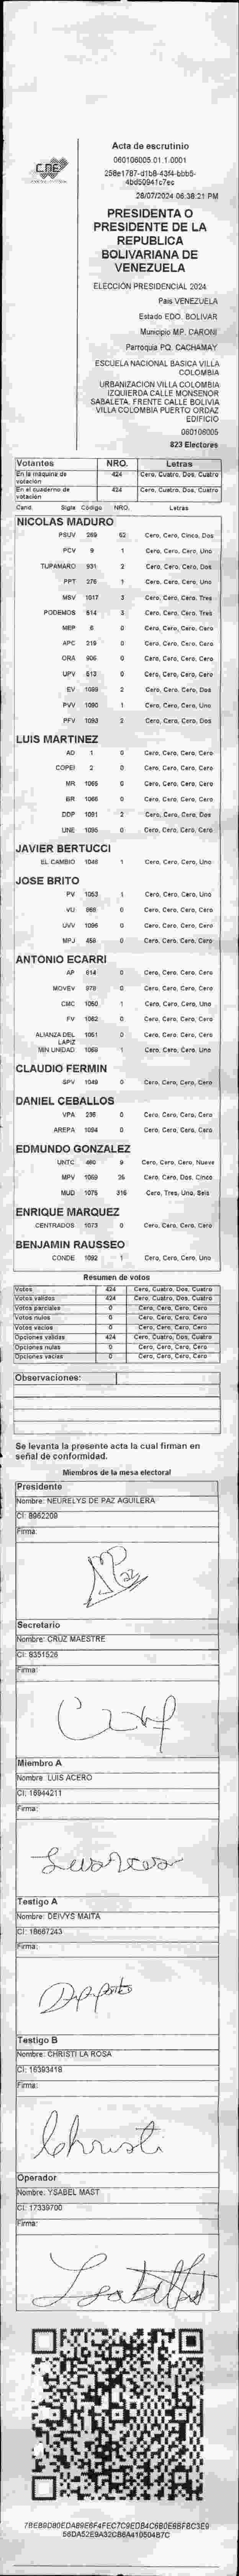 CNE
Acta de escrutinio
060106005.01.1.0001
258e1787-d1b8-43f4-bbb5-
4bd50941c7ec
28/07/2024 06:38:21 PM
PRESIDENTA O
PRESIDENTE DE LA
REPUBLICA
BOLIVARIANA DE
VENEZUELA
ELECCIÓN PRESIDENCIAL 2024
País VENEZUELA
Estado EDO. BOLIVAR
Municipio MP. CARONI
Parroquia PQ. CACHAMAY
ESCUELA NACIONAL BASICA VILLA
COLOMBIA
URBANIZACION VILLA COLOMBIA
IZQUIERDA CALLE MONSENOR
SABALETA. FRENTE CALLE BOLIVIA
VILLA COLOMBIA PUERTO ORDAZ
EDIFICIO
060106005
823 Electores
Votantes NRO. Letras
En la máquina de votación 424 Cero, Cuatro, Dos, Cuatro
En el cuaderno de votación 424 Cero, Cuatro, Dos, Cuatro
Cand. Sigla Código NRO. Letras
NICOLAS MADURO
PSUV 269 52 Cero, Cero, Cinco, Dos
PCV 9 1 Cero, Cero, Cero, Uno
TUPAMARO 931 2 Cero, Cero, Cero, Dos
PPT 276 1 Cero, Cero, Cero, Uno
MSV 1017 3 Cero, Cero, Cero, Tres
PODEMOS 514 3 Cero, Cero, Cero, Tres
MEP 6 0 Cero, Cero, Cero, Cero
APC 219 0 Cero, Cero, Cero, Cero
ORA 906 0 Cero, Cero, Cero, Cero
UPV 513 0 Cero, Cero, Cero, Cero
EV 1069 2 Cero, Cero, Cero, Dos
PVV 1090 1 Cero, Cero, Cero, Uno
PFV 1093 2 Cero, Cero, Cero, Dos
LUIS MARTINEZ
AD 1 0 Cero, Cero, Cero, Cero
COPEI 2 0 Cero, Cero, Cero, Cero
MR 1065 0 Cero, Cero, Cero, Cero
BR 1066 0 Cero, Cero, Cero, Cero
DDP 1091 2 Cero, Cero, Cero, Dos
UNE 1095 0 Cero, Cero, Cero, Cero
JAVIER BERTUCCI
EL CAMBIO 1048 1 Cero, Cero, Cero, Uno
JOSE BRITO
PV 1053 1 Cero, Cero, Cero, Uno
VU 968 0 Cero, Cero, Cero, Cero
UVV 1096 0 Cero, Cero, Cero, Cero
MPJ 458 0 Cero, Cero, Cero, Cero
ANTONIO ECARRI
AP 814 0 Cero, Cero, Cero, Cero
MOVEV 978 0 Cero, Cero, Cero, Cero
CMC 1050 1 Cero, Cero, Cero, Uno
FV 1062 0 Cero, Cero, Cero, Cero
ALIANZA DEL LAPIZ 1051 0 Cero, Cero, Cero, Cero
MIN UNIDAD 1068 1 Cero, Cero, Cero, Uno
CLAUDIO FERMIN
SPV 1049 0 Cero, Cero, Cero, Cero
DANIEL CEBALLOS
VPA 236 0 Cero, Cero, Cero, Cero
AREPA 1094 0 Cero, Cero, Cero, Cero
EDMUNDO GONZALEZ
UNTC 460 9 Cero, Cero, Cero, Nueve
MPV 1069 25 Cero, Cero, Dos, Cinco
MUD 1075 316 Cero, Tres, Uno, Seis
ENRIQUE MARQUEZ
CENTRADOS 1073 0 Cero, Cero, Cero, Cero
BENJAMIN RAUSSEO
CONDE 1092 1 Cero, Cero, Cero, Uno
Resumen de votos
Votos 424 Cero, Cuatro, Dos, Cuatro
Votos validos 424 Cero, Cuatro, Dos, Cuatro
Votos parciales 0 Cero, Cero, Cero, Cero
Votos nulos 0 Cero, Cero, Cero, Cero
Votos vacios 0 Cero, Cero, Cero, Cero
Opciones validas 424 Cero, Cuatro, Dos, Cuatro
Opciones nulas 0 Cero, Cero, Cero, Cero
Opciones vacias 0 Cero, Cero, Cero, Cero
Observaciones:
Se levanta la presente acta la cual firman en
señal de conformidad.
Miembros de la mesa electoral
Presidente
Nombre: NEURELYS DE PAZ AGUILERA
CI: 8962209
Firma:
Secretario
Nombre: CRUZ MAESTRE
CI: 8351526
Firma:
Miembro A
Nombre: LUIS ACERO
CI: 16944211
Firma:
Testigo A
Nombre: DEIVYS MAITA
CI: 18667243
Firma:
Testigo B
Nombre: CHRISTI LA ROSA
CI: 16393418
Firma:
Christi
Operador
Nombre: YSABEL MAST
CI: 17339700
Firma: